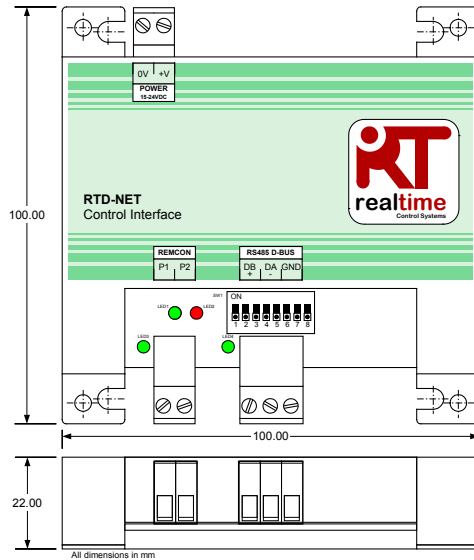 0V +V
POWER
15-24VDC
RT
realtime
Control Systems
100.00
RTD-NET
Control Interface
REMCON
RS485 D-BUS
P1 P2
DB DA GND
+ -
SW1
ON
1 2 3 4 5 6 7 8
LED1
LED2
LED3
LED4
100.00
22.00
All dimensions in mm